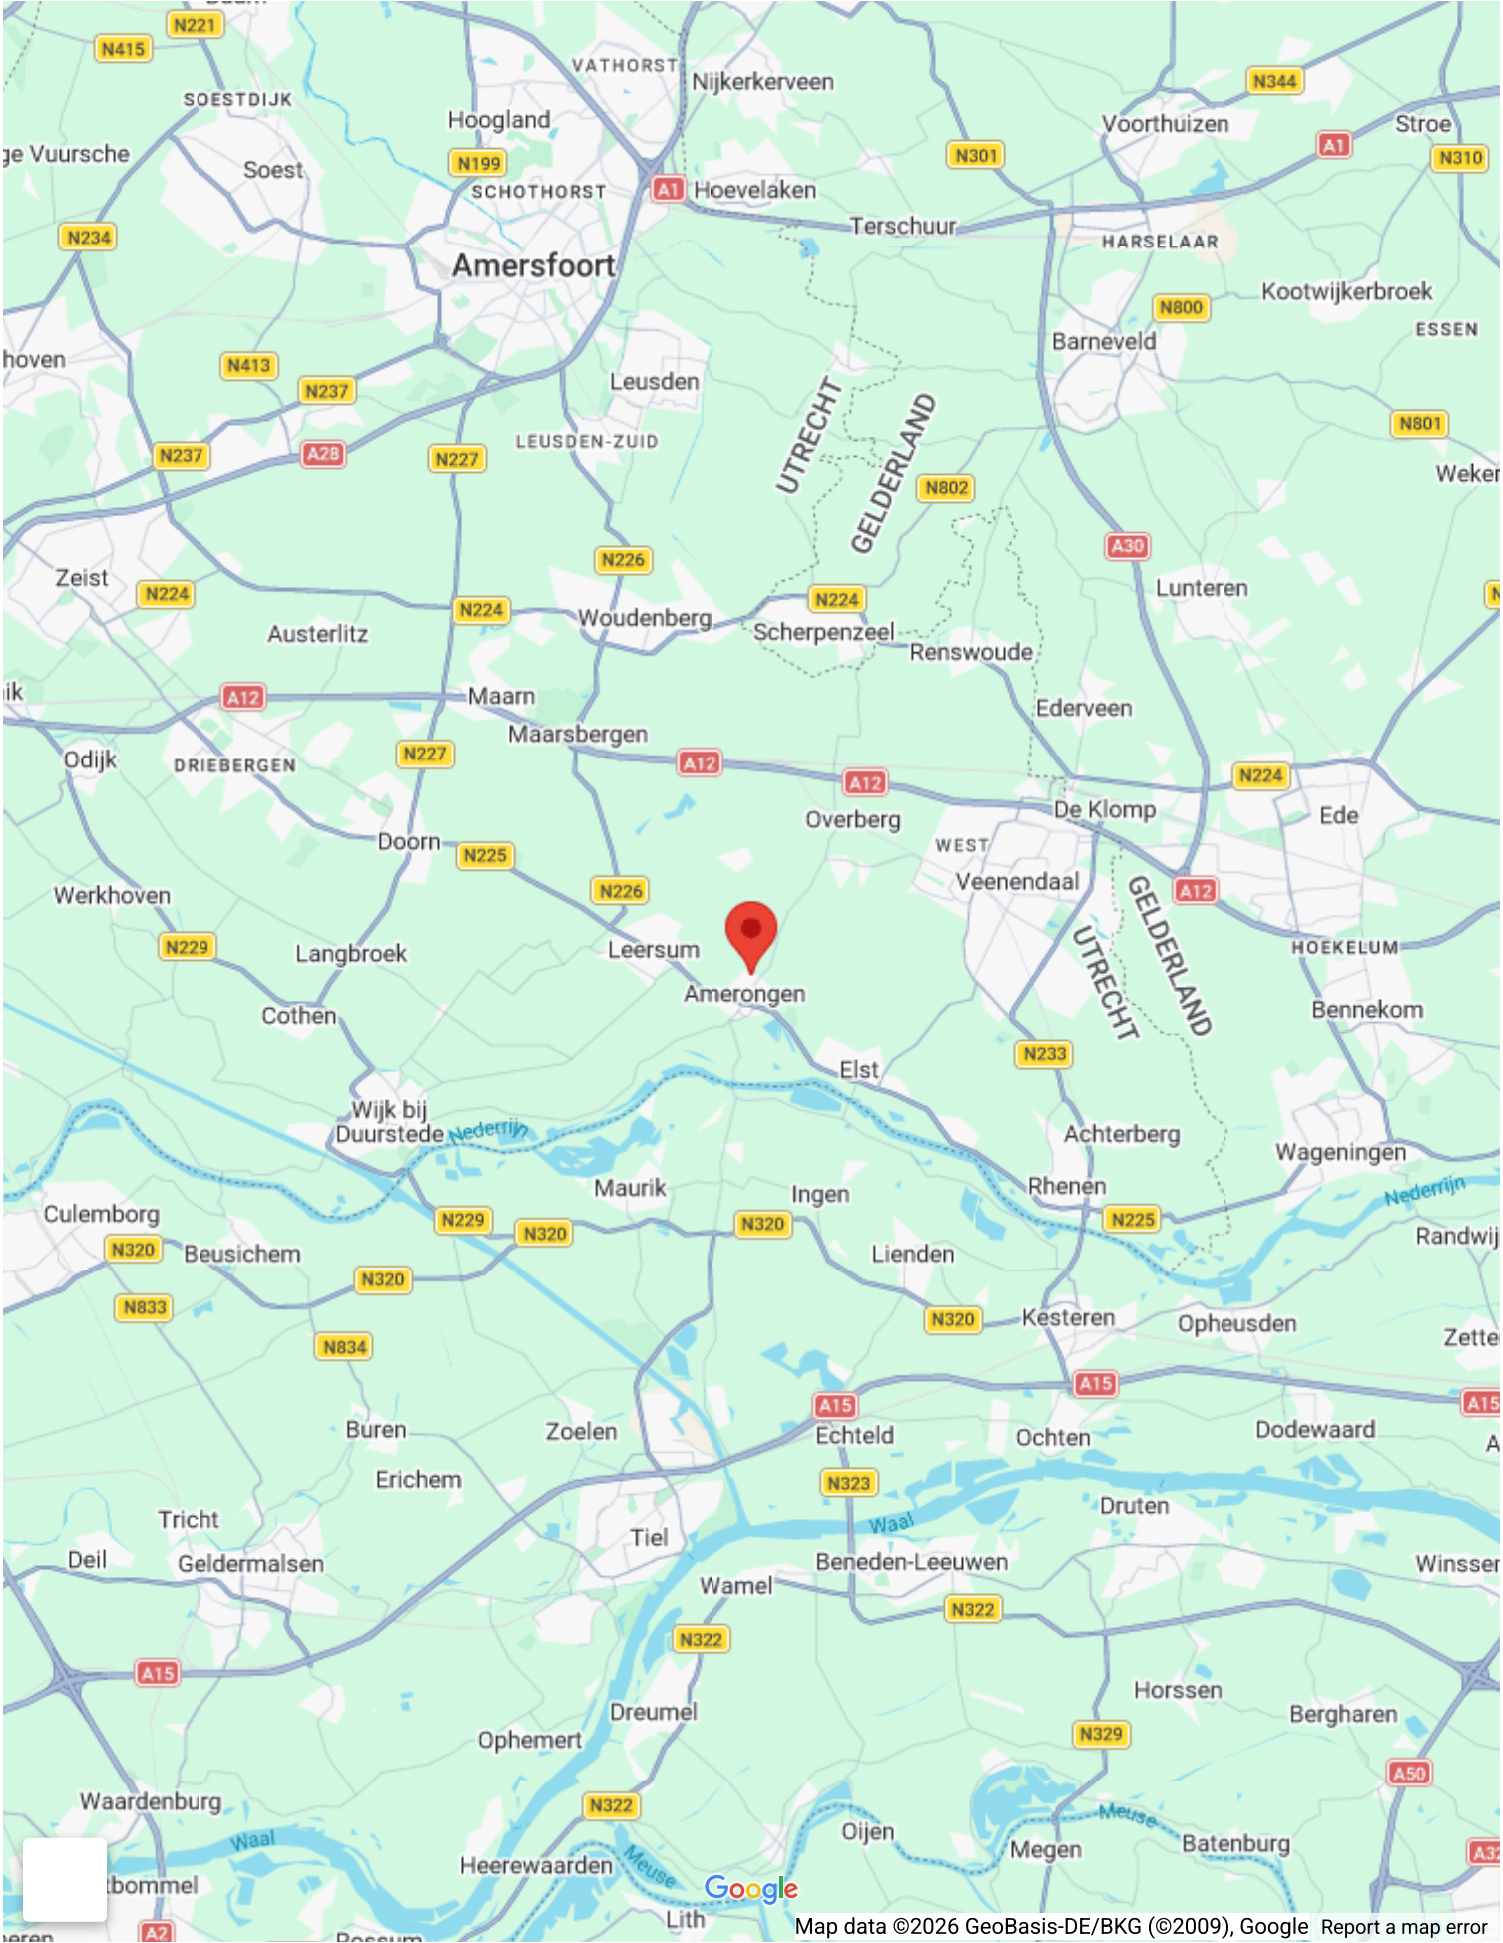 N221
N415
VATHORST
Nijkerkerveen
N344
SOESTDIJK
Hoogland
Voorthuizen
Stroe
ge Vuursche
Soest
N199
N301
A1
N310
SCHOTHORST
A1
Hoevelaken
N234
Terschuur
HARSELAAR
Amersfoort
Kootwijkerbroek
N800
ESSEN
hoven
Barneveld
N413
N237
Leusden
UTRECHT
GELDERLAND
N801
N237
A28
N227
LEUSDEN-ZUID
Weker
N802
N226
A30
Zeist
N224
N224
Woudenberg
N224
Lunteren
N
Austerlitz
Scherpenzeel
Renswoude
ik
A12
Maarn
Ederveen
Maarsbergen
Odijk
DRIEBERGEN
N227
A12
A12
N224
Overberg
De Klomp
Ede
Doorn
N225
WEST
Werkhoven
N226
Veenendaal
A12
GELDERLAND
UTRECHT
N229
Langbroek
Leersum
HOEKELUM
Amerongen
Cothen
Bennekom
N233
Elst
Wijk bij
Duurstede
Nederrijn
Achterberg
Wageningen
Maurik
Ingen
Rhenen
Nederrijn
Culemborg
N229
N320
N320
N225
N320
Beusichem
Lienden
Randwij
N320
N833
N320
Kesteren
Opheusden
N834
Zette
A15
A15
A15
Buren
Zoelen
Echteld
Ochten
Dodewaard
A
Erichem
N323
Tricht
Waal
Druten
Deil
Geldermalsen
Tiel
Beneden-Leeuwen
Winsser
Wamel
N322
N322
A15
Horssen
Dreumel
Bergharen
Ophemert
N329
A50
Waardenburg
N322
Waal
Meuse
Oijen
Megen
Batenburg
Heerewaarden
Meuse
A32
tbommel
Google
Lith
A2
Rossum
Map data ©2026 GeoBasis-DE/BKG (©2009), Google
Report a map error